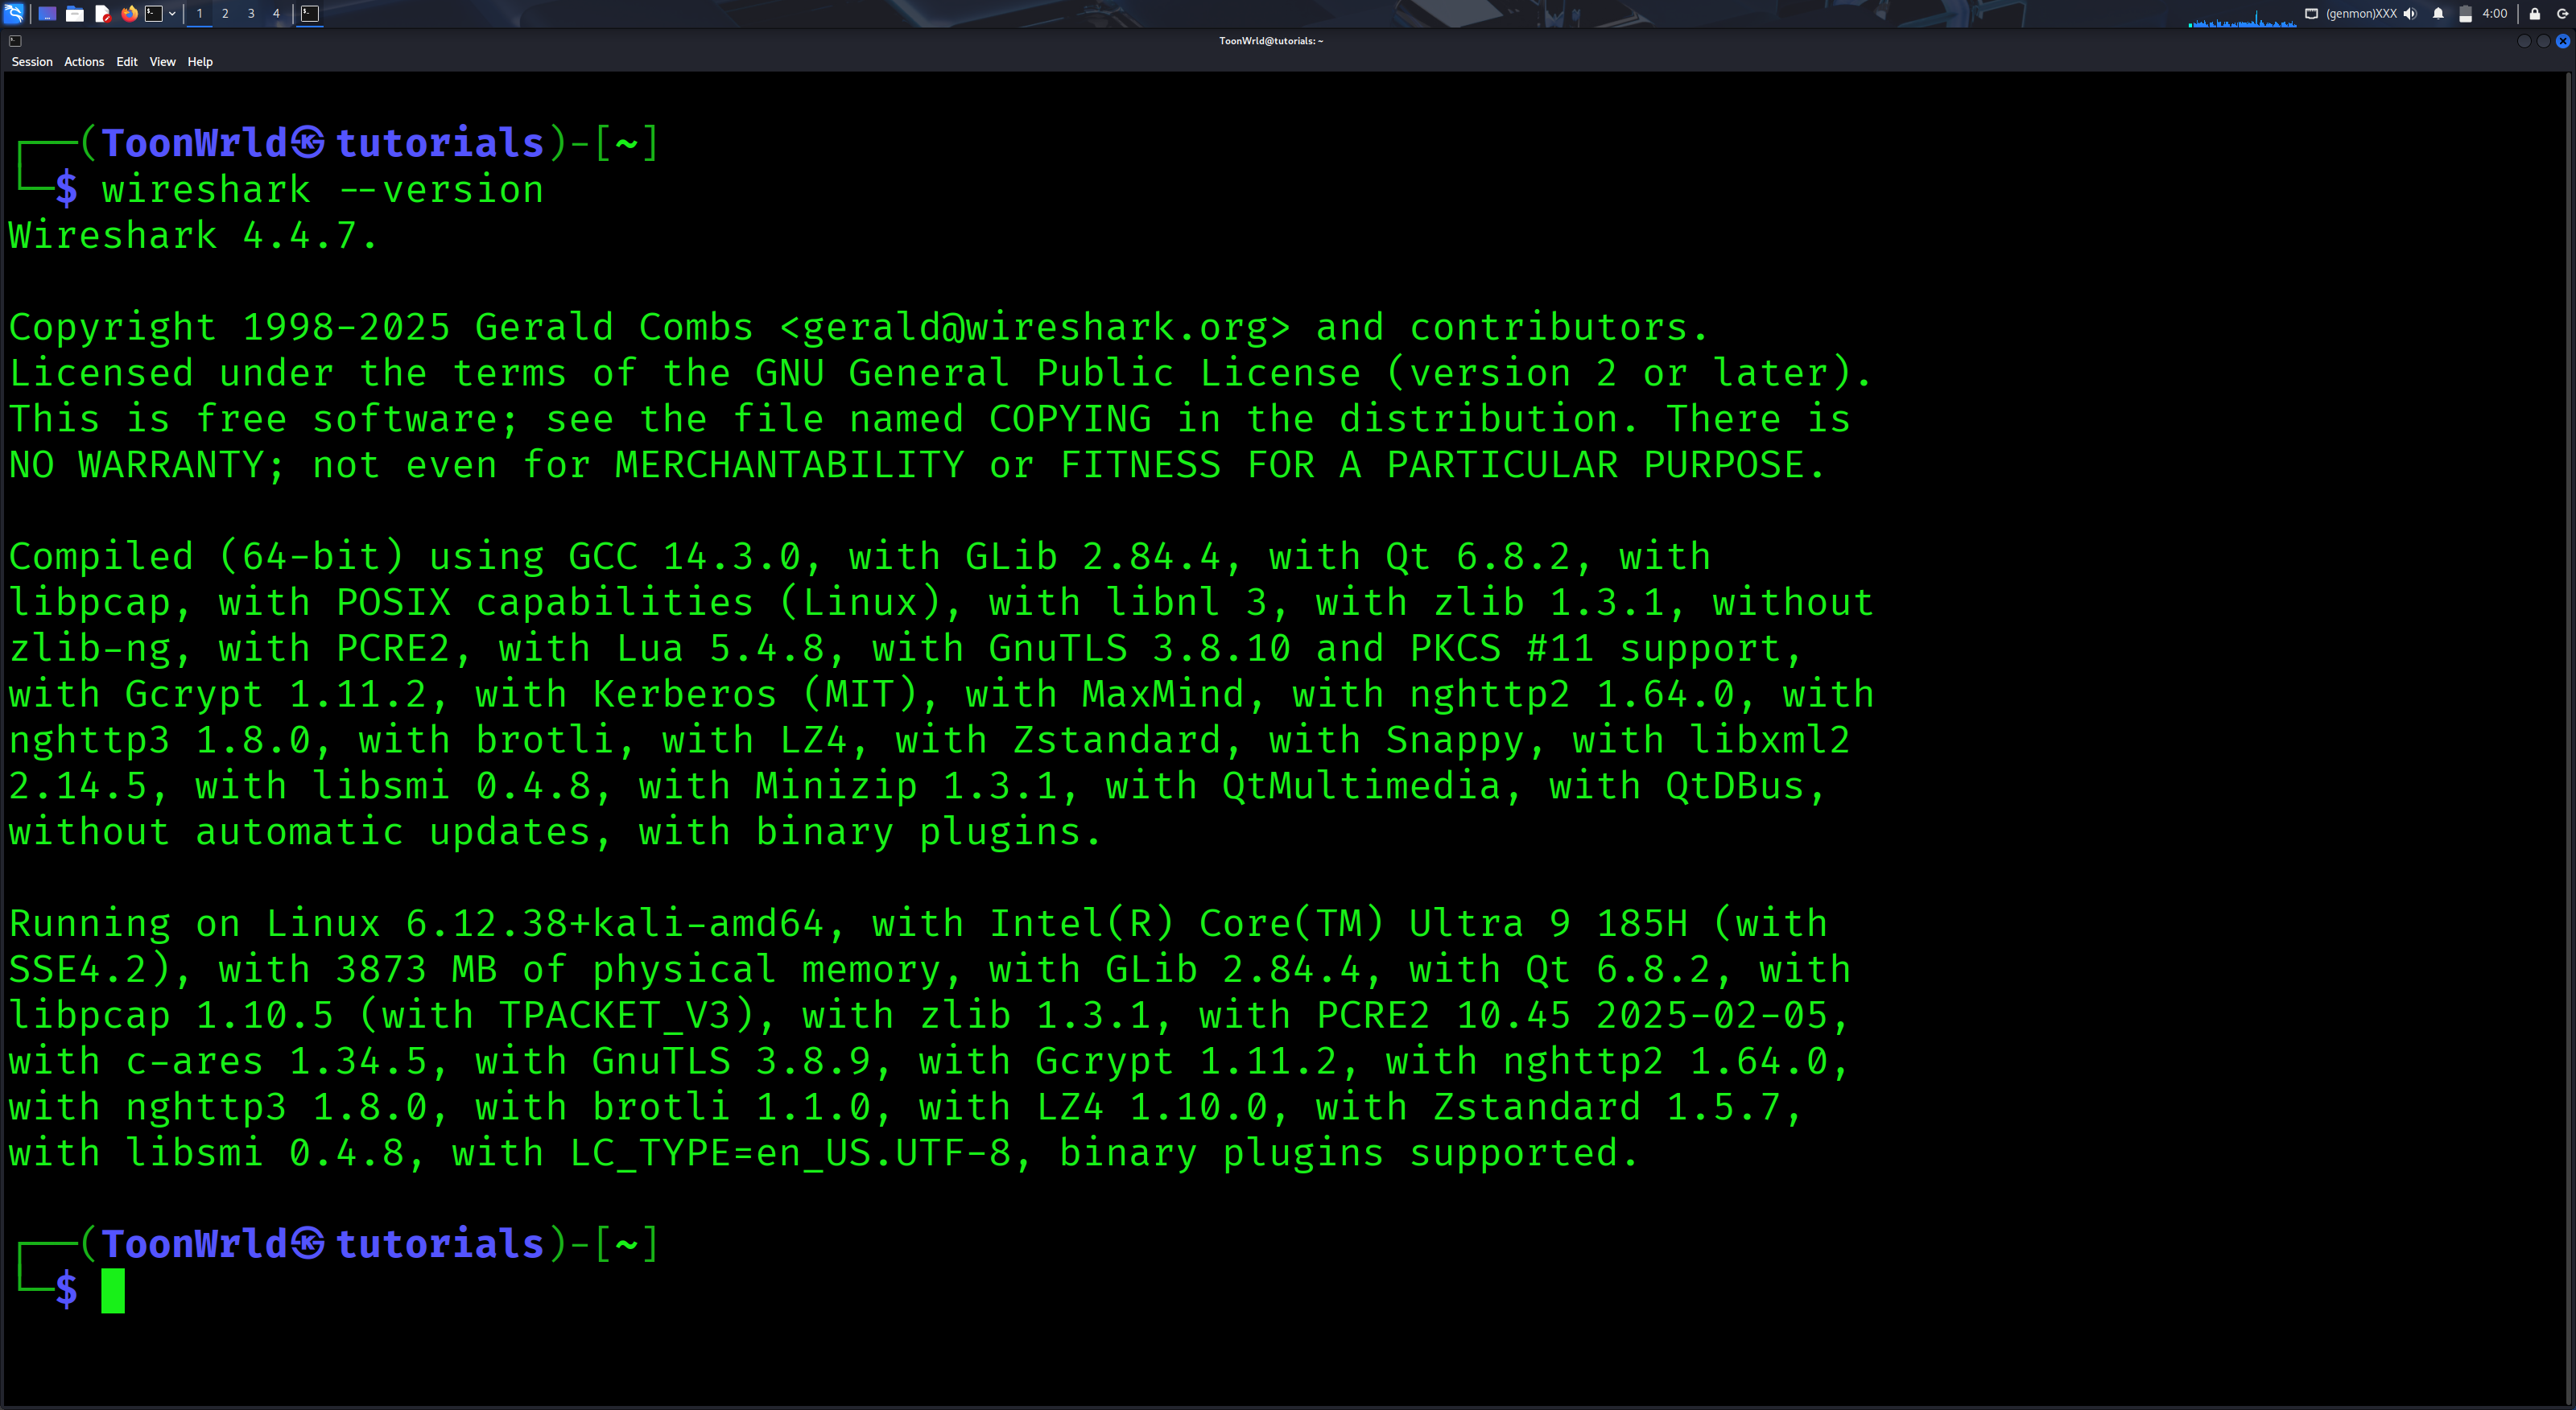 1 2 3 4 (genmon)XXX 4:00
ToonWrld@tutorials: ~
Session Actions Edit View Help
┌──(ToonWrld㉿tutorials)-[~]
└─$ wireshark --version
Wireshark 4.4.7.
Copyright 1998-2025 Gerald Combs <gerald@wireshark.org> and contributors.
Licensed under the terms of the GNU General Public License (version 2 or later).
This is free software; see the file named COPYING in the distribution. There is
NO WARRANTY; not even for MERCHANTABILITY or FITNESS FOR A PARTICULAR PURPOSE.
Compiled (64-bit) using GCC 14.3.0, with GLib 2.84.4, with Qt 6.8.2, with
libpcap, with POSIX capabilities (Linux), with libnl 3, with zlib 1.3.1, without
zlib-ng, with PCRE2, with Lua 5.4.8, with GnuTLS 3.8.10 and PKCS #11 support,
with Gcrypt 1.11.2, with Kerberos (MIT), with MaxMind, with nghttp2 1.64.0, with
nghttp3 1.8.0, with brotli, with LZ4, with Zstandard, with Snappy, with libxml2
2.14.5, with libsmi 0.4.8, with Minizip 1.3.1, with QtMultimedia, with QtDBus,
without automatic updates, with binary plugins.
Running on Linux 6.12.38+kali-amd64, with Intel(R) Core(TM) Ultra 9 185H (with
SSE4.2), with 3873 MB of physical memory, with GLib 2.84.4, with Qt 6.8.2, with
libpcap 1.10.5 (with TPACKET_V3), with zlib 1.3.1, with PCRE2 10.45 2025-02-05,
with c-ares 1.34.5, with GnuTLS 3.8.9, with Gcrypt 1.11.2, with nghttp2 1.64.0,
with nghttp3 1.8.0, with brotli 1.1.0, with LZ4 1.10.0, with Zstandard 1.5.7,
with libsmi 0.4.8, with LC_TYPE=en_US.UTF-8, binary plugins supported.
┌──(ToonWrld㉿tutorials)-[~]
└─$